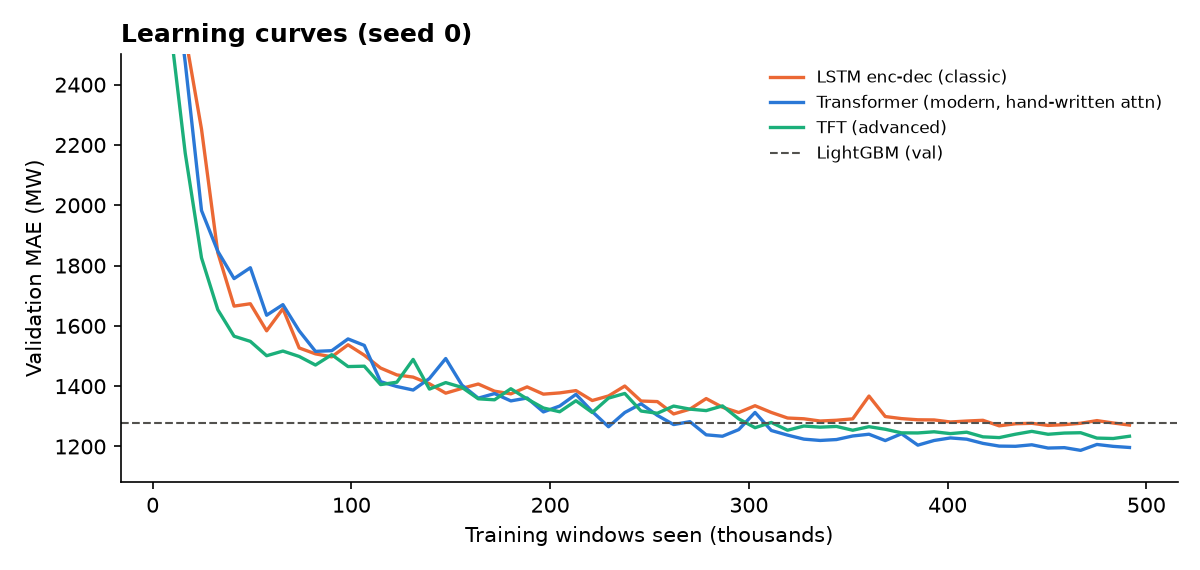 Learning curves (seed 0)
Validation MAE (MW)
2400
2200
2000
1800
1600
1400
1200
LSTM enc-dec (classic)
Transformer (modern, hand-written attn)
TFT (advanced)
LightGBM (val)
0 100 200 300 400 500
Training windows seen (thousands)